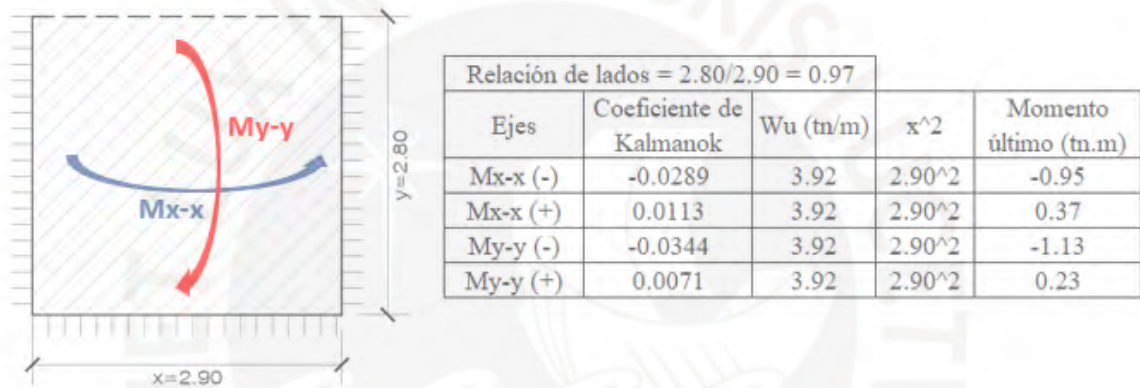 My-y
Mx-x
y=2.80
x=2.90
Relación de lados = 2.80/2.90 = 0.97
Ejes Coeficiente de Kalmanok Wu (tn/m) x^2 Momento último (tn.m)
Mx-x (-) -0.0289 3.92 2.90^2 -0.95
Mx-x (+) 0.0113 3.92 2.90^2 0.37
My-y (-) -0.0344 3.92 2.90^2 -1.13
My-y (+) 0.0071 3.92 2.90^2 0.23